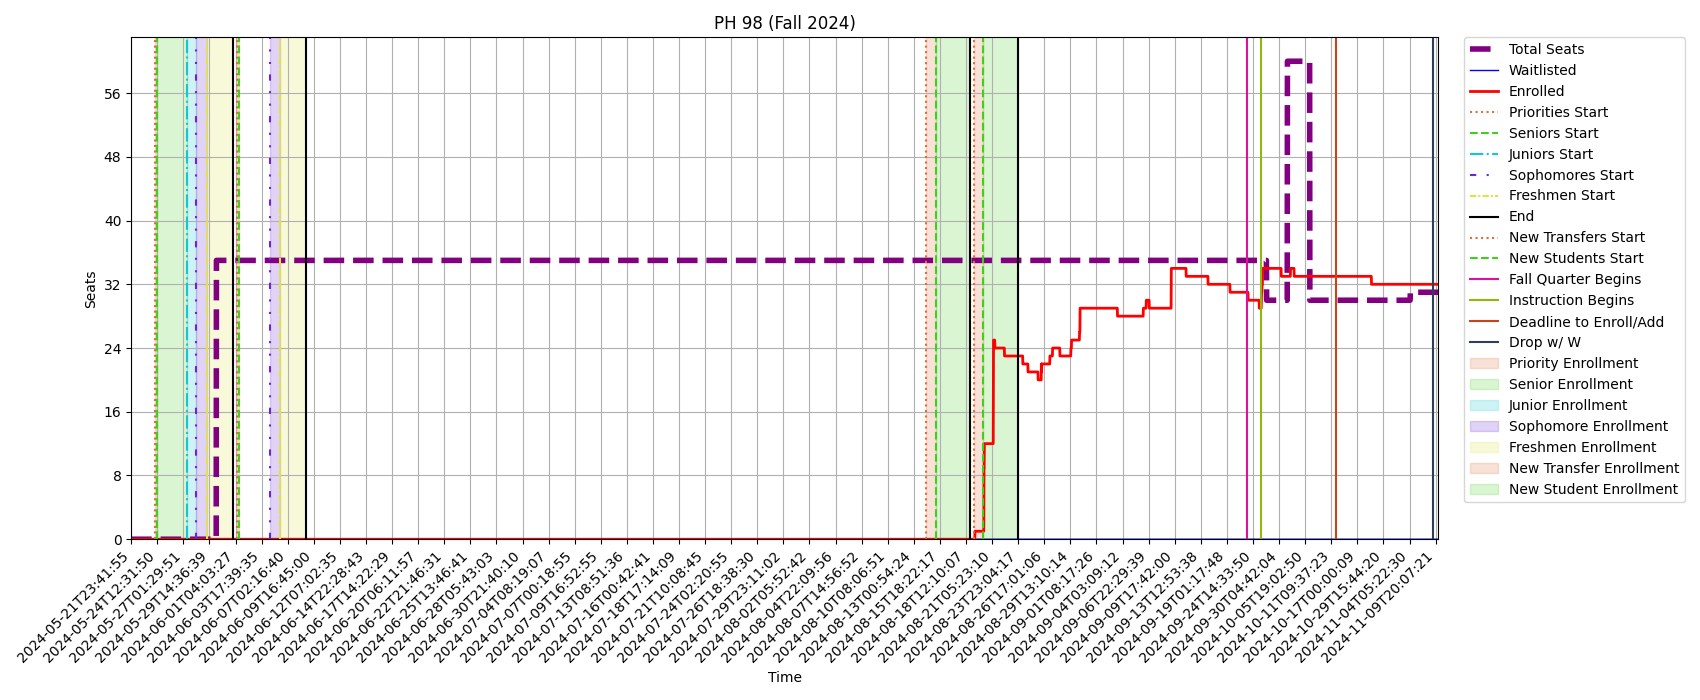 PH 98 (Fall 2024)
Seats
56
48
40
32
24
16
8
0
2024-05-21T23:41:55
2024-05-24T12:31:50
2024-05-27T01:29:51
2024-05-29T14:36:39
2024-06-01T04:03:27
2024-06-03T17:39:35
2024-06-07T02:16:40
2024-06-09T16:45:00
2024-06-12T07:02:35
2024-06-14T22:28:43
2024-06-17T14:22:29
2024-06-20T06:11:57
2024-06-22T21:46:31
2024-06-25T13:46:41
2024-06-28T05:43:03
2024-06-30T21:40:10
2024-07-04T08:19:07
2024-07-07T00:18:55
2024-07-09T16:52:55
2024-07-13T08:51:36
2024-07-16T00:42:41
2024-07-18T17:14:09
2024-07-21T10:08:45
2024-07-24T02:20:55
2024-07-26T18:38:30
2024-07-29T23:11:02
2024-08-02T05:52:42
2024-08-04T22:09:56
2024-08-07T14:56:52
2024-08-10T08:06:51
2024-08-13T00:54:24
2024-08-15T18:22:17
2024-08-18T12:10:07
2024-08-21T05:23:10
2024-08-23T23:04:17
2024-08-26T17:01:06
2024-08-29T13:10:14
2024-09-01T08:17:26
2024-09-04T03:09:12
2024-09-06T22:29:39
2024-09-09T17:42:00
2024-09-13T12:53:38
2024-09-19T01:17:48
2024-09-24T14:33:50
2024-09-30T04:42:04
2024-10-05T19:02:50
2024-10-11T09:37:23
2024-10-17T00:00:09
2024-10-29T15:44:20
2024-11-04T05:22:30
2024-11-09T20:07:21
Time
Total Seats
Waitlisted
Enrolled
Priorities Start
Seniors Start
Juniors Start
Sophomores Start
Freshmen Start
End
New Transfers Start
New Students Start
Fall Quarter Begins
Instruction Begins
Deadline to Enroll/Add
Drop w/ W
Priority Enrollment
Senior Enrollment
Junior Enrollment
Sophomore Enrollment
Freshmen Enrollment
New Transfer Enrollment
New Student Enrollment